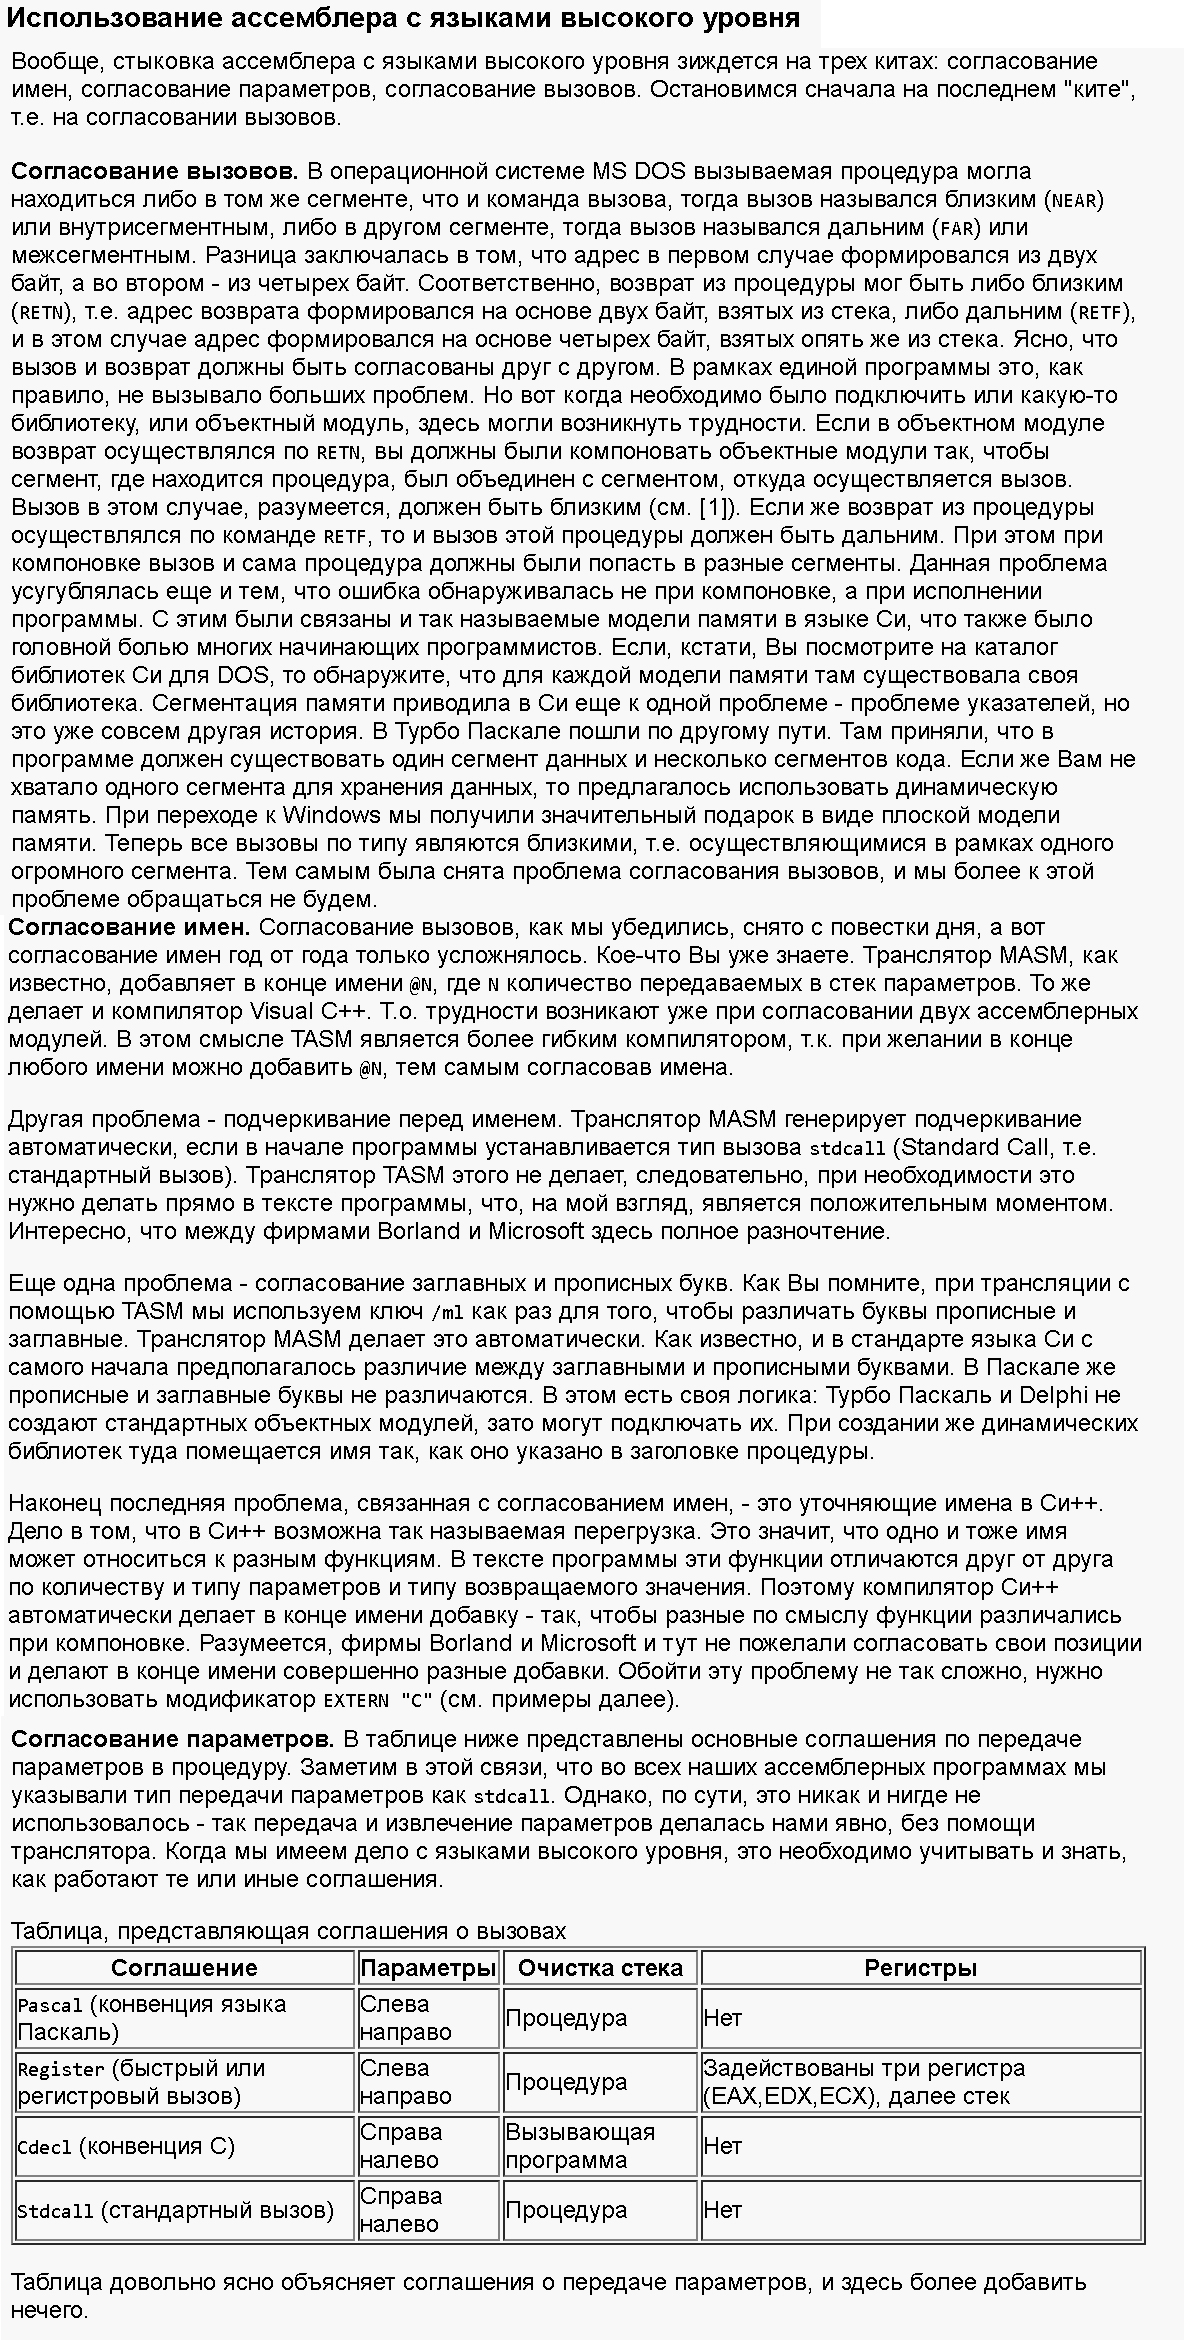 Использование ассемблера с языками высокого уровня
Вообще, стыковка ассемблера с языками высокого уровня зиждется на трех китах: согласование
имен, согласование параметров, согласование вызовов. Остановимся сначала на последнем "ките",
т.е. на согласовании вызовов.
Согласование вызовов. В операционной системе MS DOS вызываемая процедура могла
находиться либо в том же сегменте, что и команда вызова, тогда вызов назывался близким (NEAR)
или внутрисегментным, либо в другом сегменте, тогда вызов назывался дальним (FAR) или
межсегментным. Разница заключалась в том, что адрес в первом случае формировался из двух
байт, а во втором - из четырех байт. Соответственно, возврат из процедуры мог быть либо близким
(RETN), т.е. адрес возврата формировался на основе двух байт, взятых из стека, либо дальним (RETF),
и в этом случае адрес формировался на основе четырех байт, взятых опять же из стека. Ясно, что
вызов и возврат должны быть согласованы друг с другом. В рамках единой программы это, как
правило, не вызывало больших проблем. Но вот когда необходимо было подключить или какую-то
библиотеку, или объектный модуль, здесь могли возникнуть трудности. Если в объектном модуле
возврат осуществлялся по RETN, вы должны были компоновать объектные модули так, чтобы
сегмент, где находится процедура, был объединен с сегментом, откуда осуществляется вызов.
Вызов в этом случае, разумеется, должен быть близким (см. [1]). Если же возврат из процедуры
осуществлялся по команде RETF, то и вызов этой процедуры должен быть дальним. При этом при
компоновке вызов и сама процедура должны были попасть в разные сегменты. Данная проблема
усугублялась еще и тем, что ошибка обнаруживалась не при компоновке, а при исполнении
программы. С этим были связаны и так называемые модели памяти в языке Си, что также было
головной болью многих начинающих программистов. Если, кстати, Вы посмотрите на каталог
библиотек Си для DOS, то обнаружите, что для каждой модели памяти там существовала своя
библиотека. Сегментация памяти приводила в Си еще к одной проблеме - проблеме указателей, но
это уже совсем другая история. В Турбо Паскале пошли по другому пути. Там приняли, что в
программе должен существовать один сегмент данных и несколько сегментов кода. Если же Вам не
хватало одного сегмента для хранения данных, то предлагалось использовать динамическую
память. При переходе к Windows мы получили значительный подарок в виде плоской модели
памяти. Теперь все вызовы по типу являются близкими, т.е. осуществляющимися в рамках одного
огромного сегмента. Тем самым была снята проблема согласования вызовов, и мы более к этой
проблеме обращаться не будем.
Согласование имен. Согласование вызовов, как мы убедились, снято с повестки дня, а вот
согласование имен год от года только усложнялось. Кое-что Вы уже знаете. Транслятор MASM, как
известно, добавляет в конце имени @N, где N количество передаваемых в стек параметров. То же
делает и компилятор Visual C++. Т.о. трудности возникают уже при согласовании двух ассемблерных
модулей. В этом смысле TASM является более гибким компилятором, т.к. при желании в конце
любого имени можно добавить @N, тем самым согласовав имена.
Другая проблема - подчеркивание перед именем. Транслятор MASM генерирует подчеркивание
автоматически, если в начале программы устанавливается тип вызова stdcall (Standard Call, т.е.
стандартный вызов). Транслятор TASM этого не делает, следовательно, при необходимости это
нужно делать прямо в тексте программы, что, на мой взгляд, является положительным моментом.
Интересно, что между фирмами Borland и Microsoft здесь полное разночтение.
Еще одна проблема - согласование заглавных и прописных букв. Как Вы помните, при трансляции с
помощью TASM мы используем ключ /ml как раз для того, чтобы различать буквы прописные и
заглавные. Транслятор MASM делает это автоматически. Как известно, и в стандарте языка Си с
самого начала предполагалось различие между заглавными и прописными буквами. В Паскале же
прописные и заглавные буквы не различаются. В этом есть своя логика: Турбо Паскаль и Delphi не
создают стандартных объектных модулей, зато могут подключать их. При создании же динамических
библиотек туда помещается имя так, как оно указано в заголовке процедуры.
Наконец последняя проблема, связанная с согласованием имен, - это уточняющие имена в Си++.
Дело в том, что в Си++ возможна так называемая перегрузка. Это значит, что одно и тоже имя
может относиться к разным функциям. В тексте программы эти функции отличаются друг от друга
по количеству и типу параметров и типу возвращаемого значения. Поэтому компилятор Си++
автоматически делает в конце имени добавку - так, чтобы разные по смыслу функции различались
при компоновке. Разумеется, фирмы Borland и Microsoft и тут не пожелали согласовать свои позиции
и делают в конце имени совершенно разные добавки. Обойти эту проблему не так сложно, нужно
использовать модификатор EXTERN "C" (см. примеры далее).
Согласование параметров. В таблице ниже представлены основные соглашения по передаче
параметров в процедуру. Заметим в этой связи, что во всех наших ассемблерных программах мы
указывали тип передачи параметров как stdcall. Однако, по сути, это никак и нигде не
использовалось - так передача и извлечение параметров делалась нами явно, без помощи
транслятора. Когда мы имеем дело с языками высокого уровня, это необходимо учитывать и знать,
как работают те или иные соглашения.
Таблица, представляющая соглашения о вызовах
Соглашение Параметры Очистка стека Регистры
Pascal (конвенция языка
Паскаль)
Слева
направо
Процедура
Нет
Register (быстрый или
регистровый вызов)
Слева
направо
Процедура
Задействованы три регистра
(EAX,EDX,ECX), далее стек
Cdecl (конвенция С)
Справа
налево
Вызывающая
программа
Нет
Stdcall (стандартный вызов)
Справа
налево
Процедура
Нет
Таблица довольно ясно объясняет соглашения о передаче параметров, и здесь более добавить
нечего.